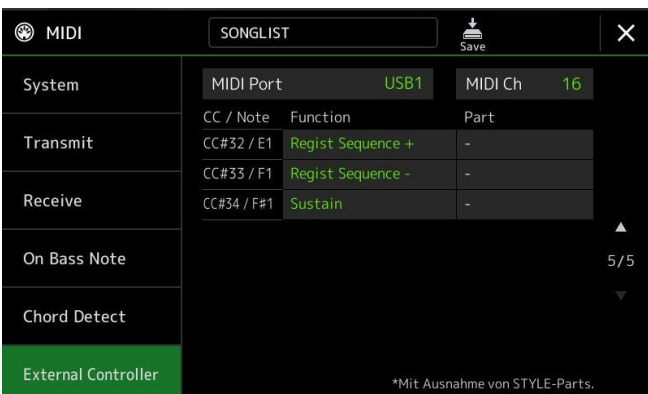 MIDI
SONGLIST
Save
System
Transmit
Receive
On Bass Note
Chord Detect
External Controller
MIDI Port USB1 MIDI Ch 16
CC / Note Function Part
CC#32 / E1 Regist Sequence + -
CC#33 / F1 Regist Sequence - -
CC#34 / F#1 Sustain -
5/5
*Mit Ausnahme von STYLE-Parts.